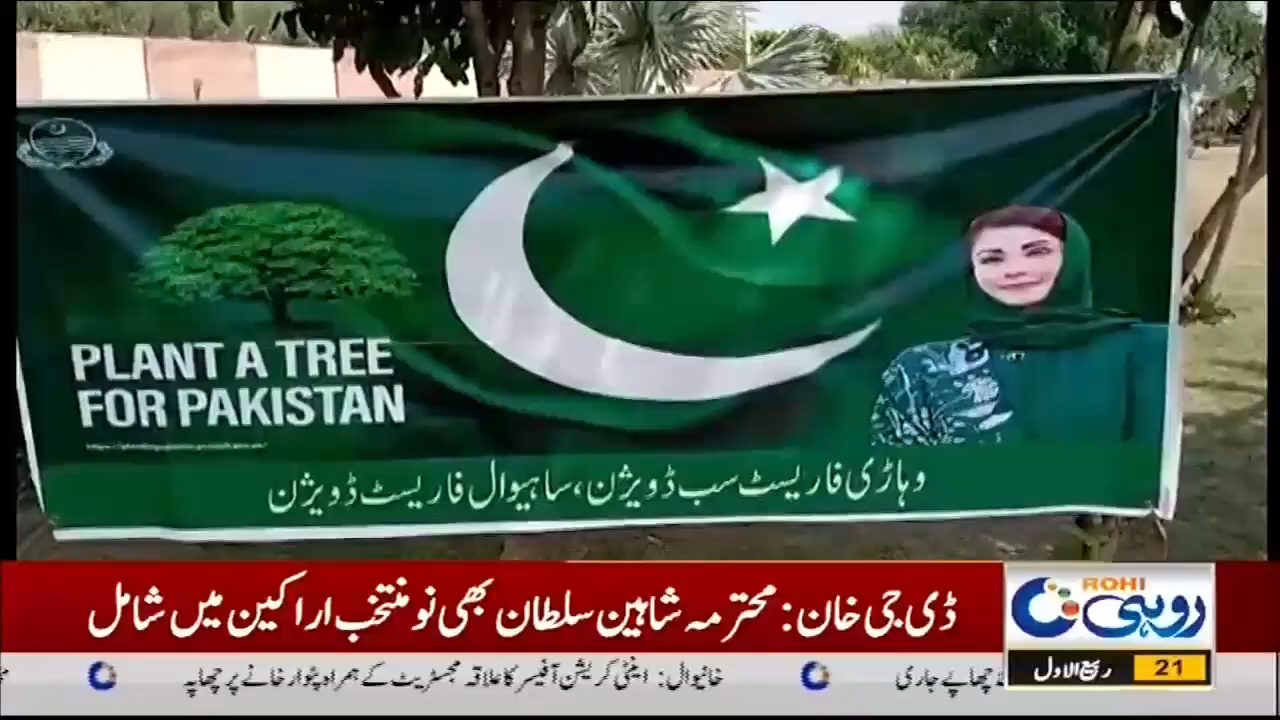 PLANT A TREE
FOR PAKISTAN
وہاڑی فاریسٹ سب ڈویژن، ساہیوال فاریسٹ ڈویژن
ڈی جی خان: محترمہ شاہین سلطان بھی نو منتخب اراکین میں شامل
ROHI
روہی
21 ربیع الاول
چھاپے جاری
خانیوال: اینٹی کرپشن آفیسر کا علاقہ مجسٹریٹ کے ہمراہ پٹوار خانے پر چھاپہ